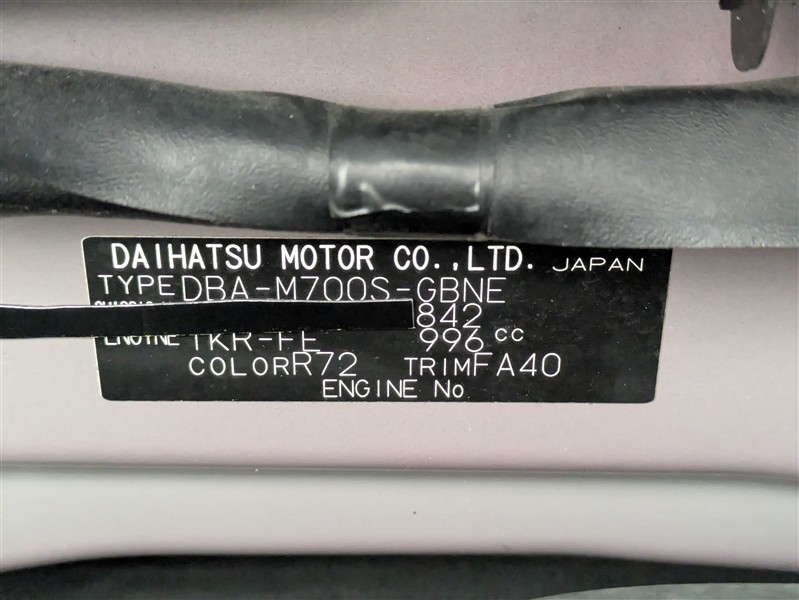 DAIHATSU MOTOR CO.,LTD. JAPAN
TYPE DBA-M700S-GBNE
842
ENGINE 1KR-FE 996 cc
COLOR R72 TRIM FA40
ENGINE No.